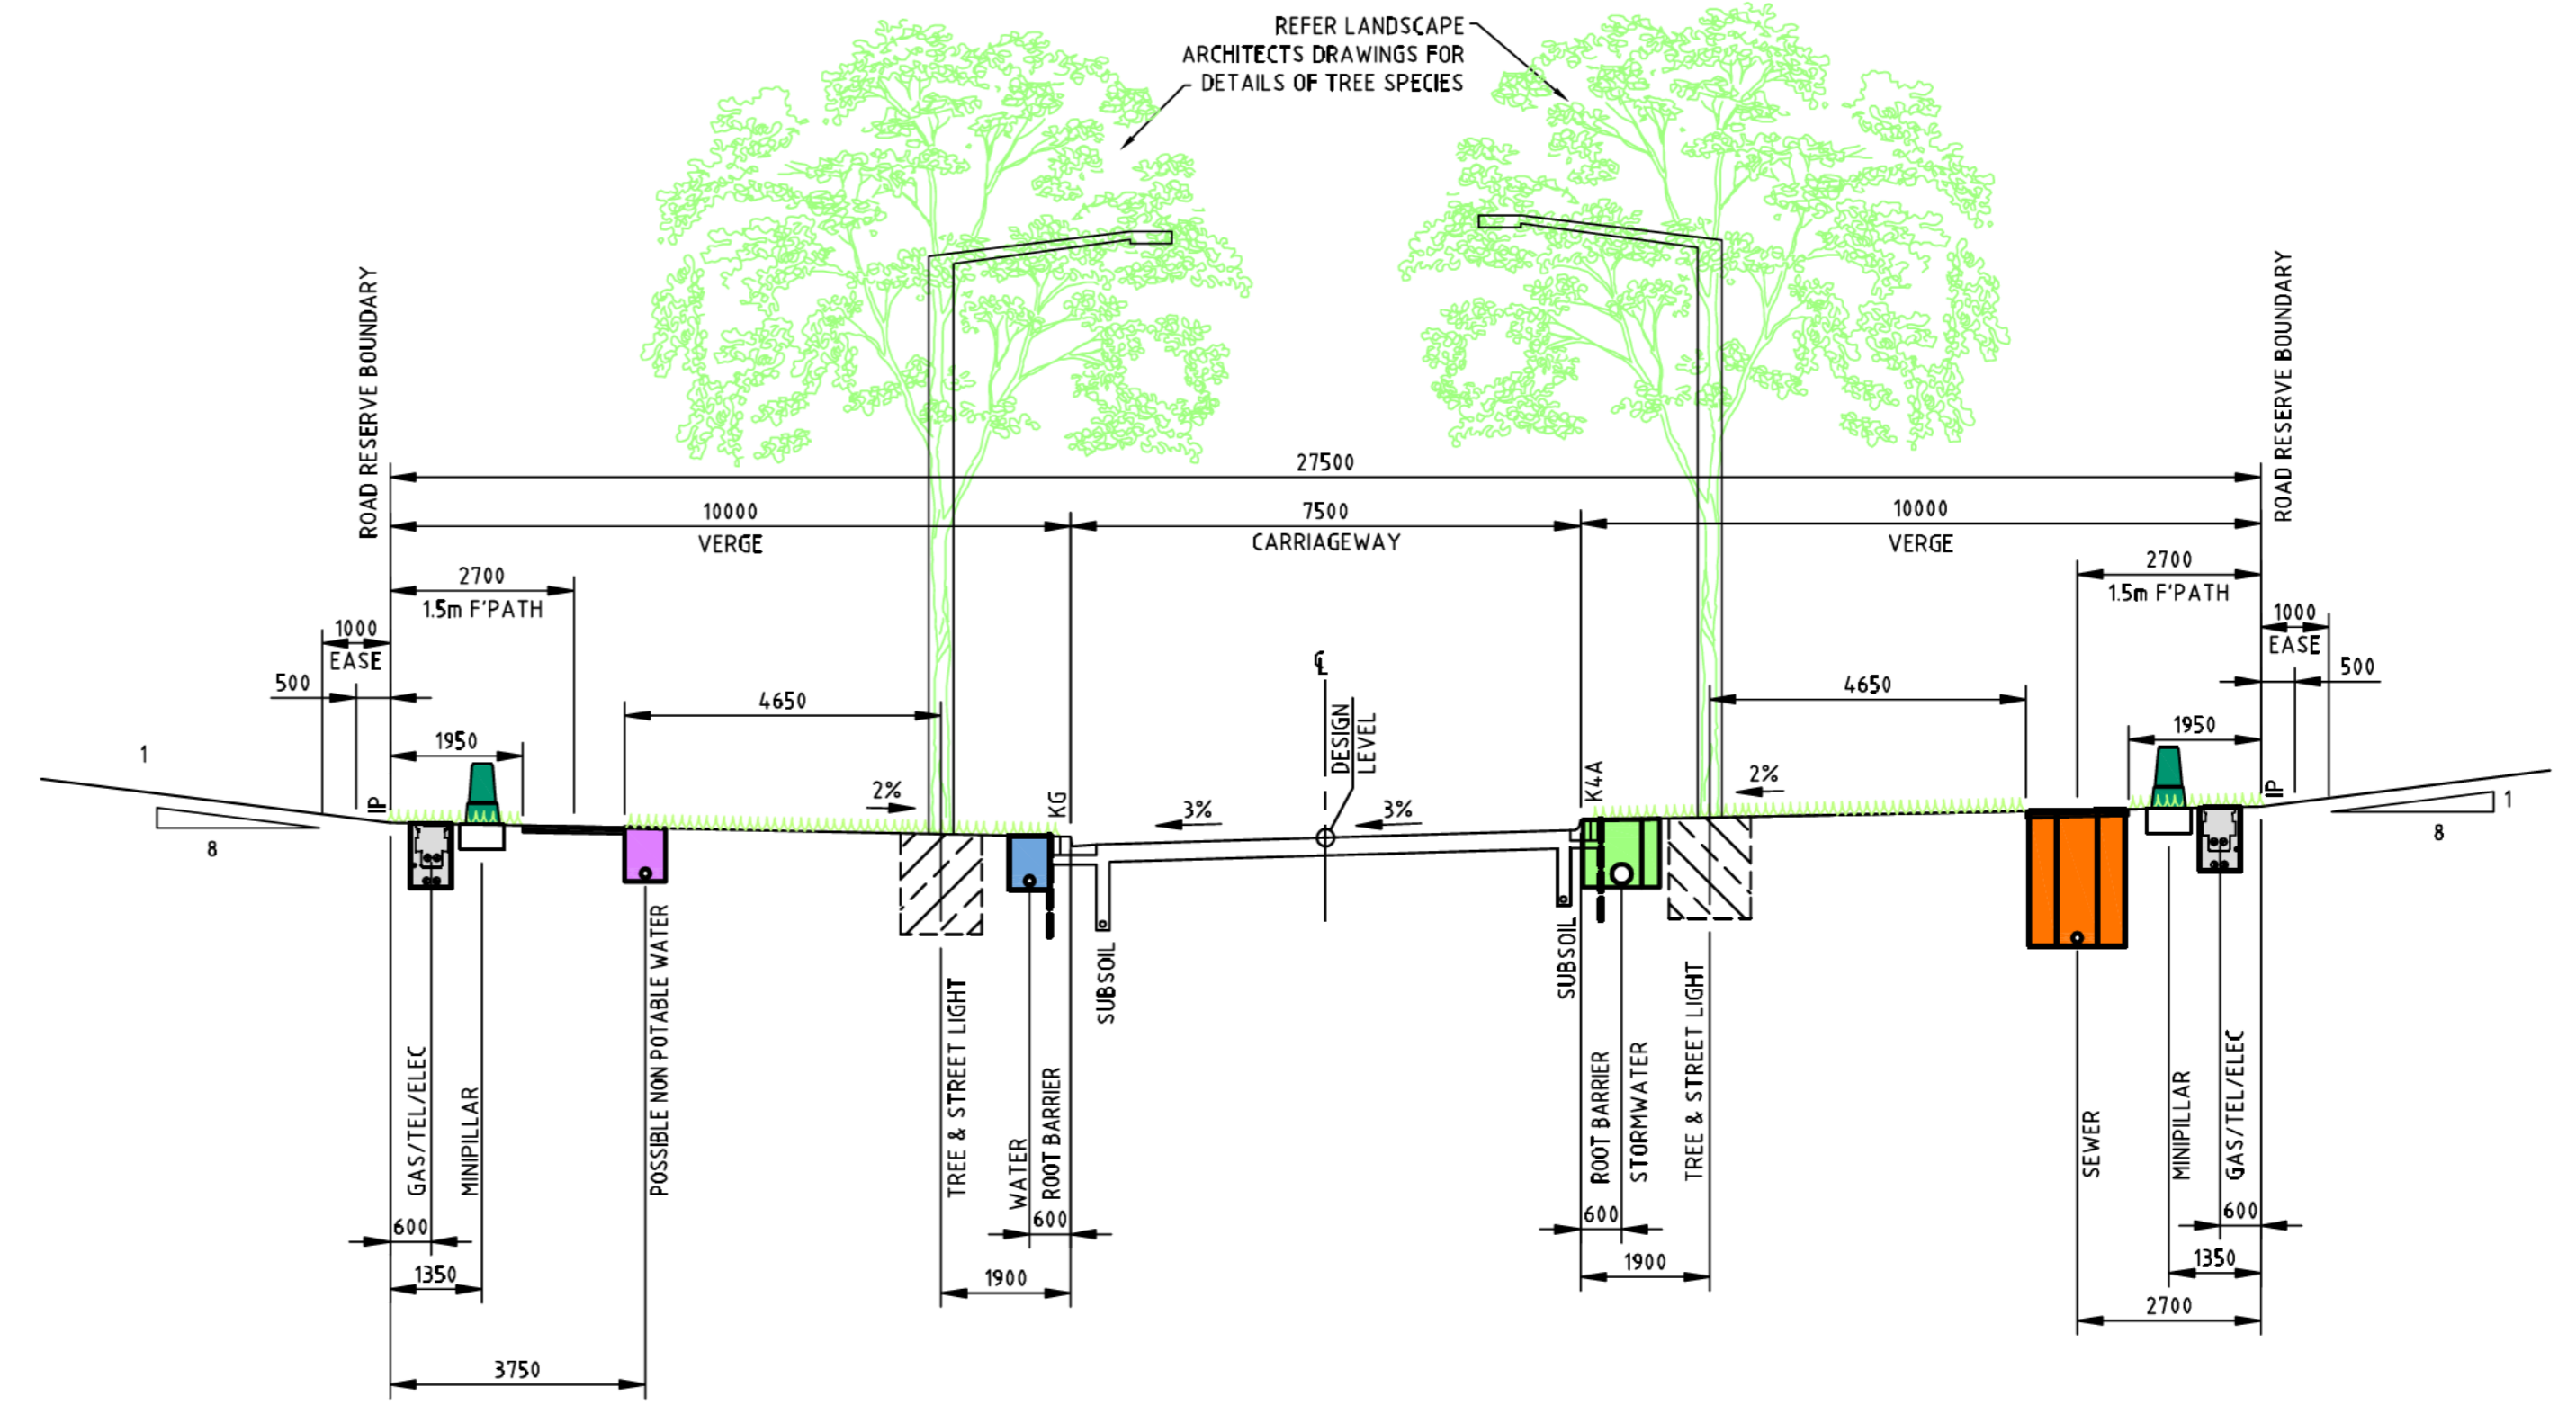 REFER LANDSCAPE
ARCHITECTS DRAWINGS FOR
DETAILS OF TREE SPECIES
ROAD RESERVE BOUNDARY
ROAD RESERVE BOUNDARY
27500
10000
VERGE
7500
CARRIAGEWAY
10000
VERGE
2700
1.5m F'PATH
2700
1.5m F'PATH
1000
EASE
1000
EASE
500
500
4650
4650
1950
1950
℄
DESIGN
LEVEL
1
8
1
8
IP
IP
2%
KG
3%
3%
K4A
2%
GAS/TEL/ELEC
MINIPILLAR
POSSIBLE NON POTABLE WATER
TREE & STREET LIGHT
WATER
ROOT BARRIER
SUBSOIL
SUBSOIL
ROOT BARRIER
STORMWATER
TREE & STREET LIGHT
SEWER
MINIPILLAR
GAS/TEL/ELEC
600
600
600
600
1350
1900
1900
1350
2700
3750